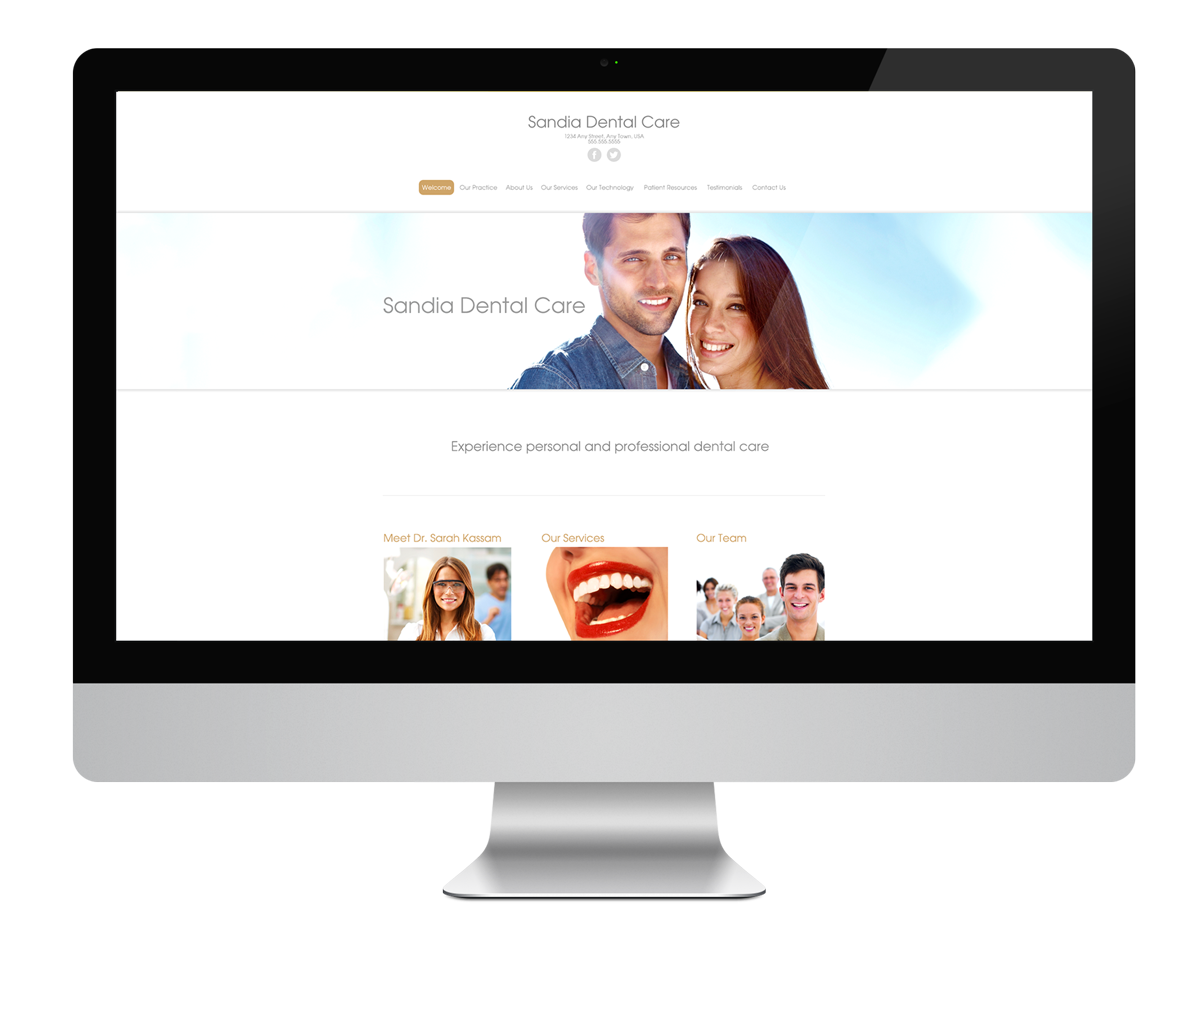 Sandia Dental Care
1234 Any Street, Any Town, USA
555.555.5555
Welcome Our Practice About Us Our Services Our Technology Patient Resources Testimonials Contact Us
Sandia Dental Care
Experience personal and professional dental care
Meet Dr. Sarah Kassam Our Services Our Team